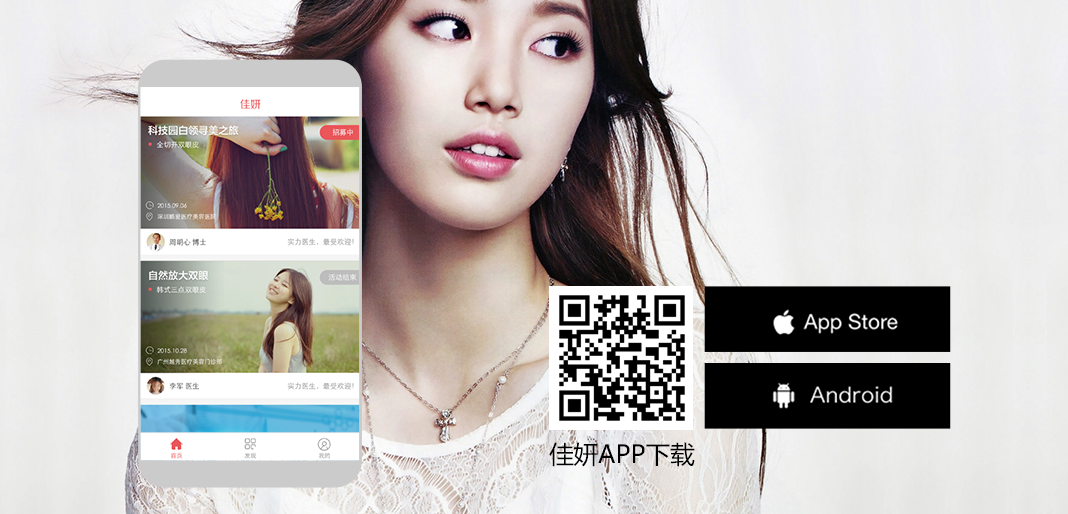 佳妍
科技园白领寻美之旅
招募中
全切开双眼皮
2015.09.06
深圳鹏爱医疗美容医院
周明心 博士
实力医生,最受欢迎!
自然放大双眼
活动结束
韩式三点双眼皮
2015.10.28
广州越秀医疗美容门诊部
李军 医生
实力医生,最受欢迎!
首页
发现
我的
App Store
Android
佳妍APP下载